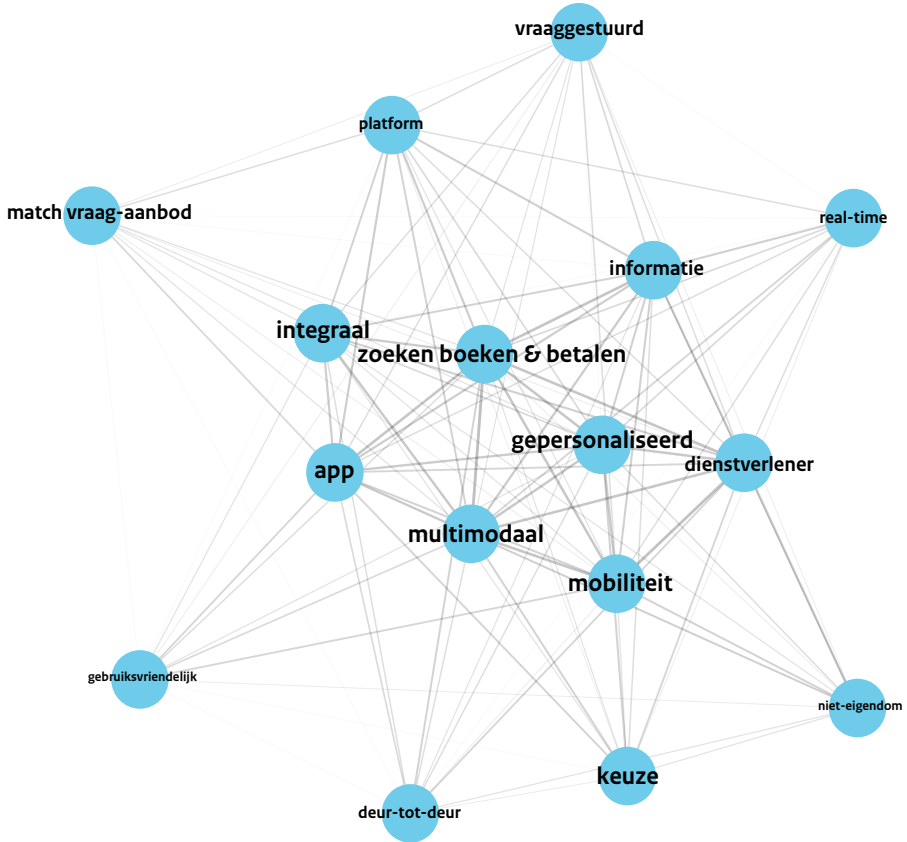 vraaggestuurd
platform
match vraag-aanbod
real-time
informatie
integraal
zoeken boeken & betalen
gepersonaliseerd
dienstverlener
app
multimodaal
mobiliteit
gebruiksvriendelijk
niet-eigendom
keuze
deur-tot-deur